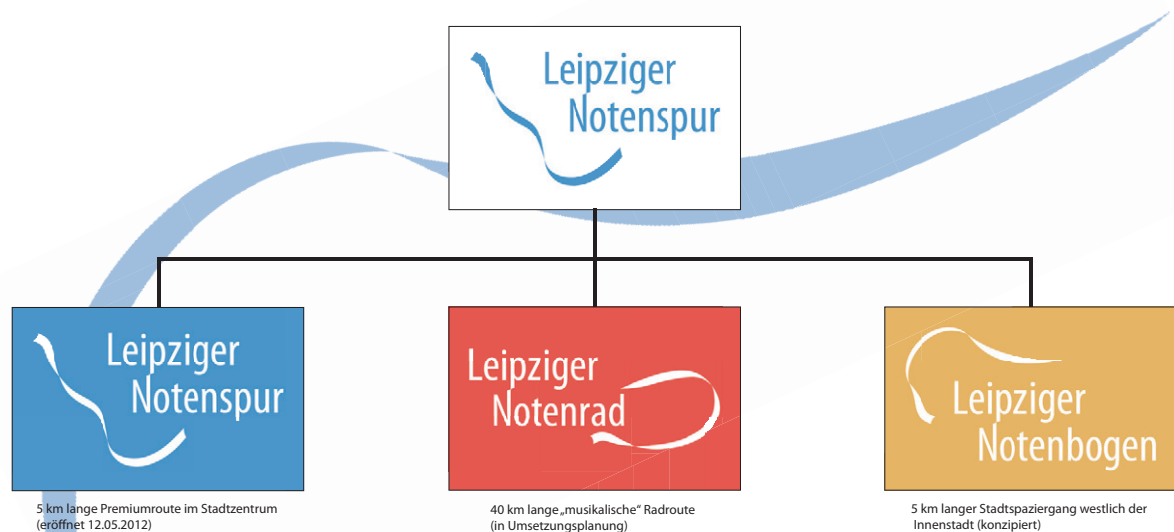 Leipziger
Notenspur
Leipziger
Notenspur
Leipziger
Notenrad
Leipziger
Notenbogen
5 km lange Premiumroute im Stadtzentrum
(eröffnet 12.05.2012)
40 km lange „musikalische“ Radroute
(in Umsetzungsplanung)
5 km langer Stadtspaziergang westlich der
Innenstadt (konzipiert)